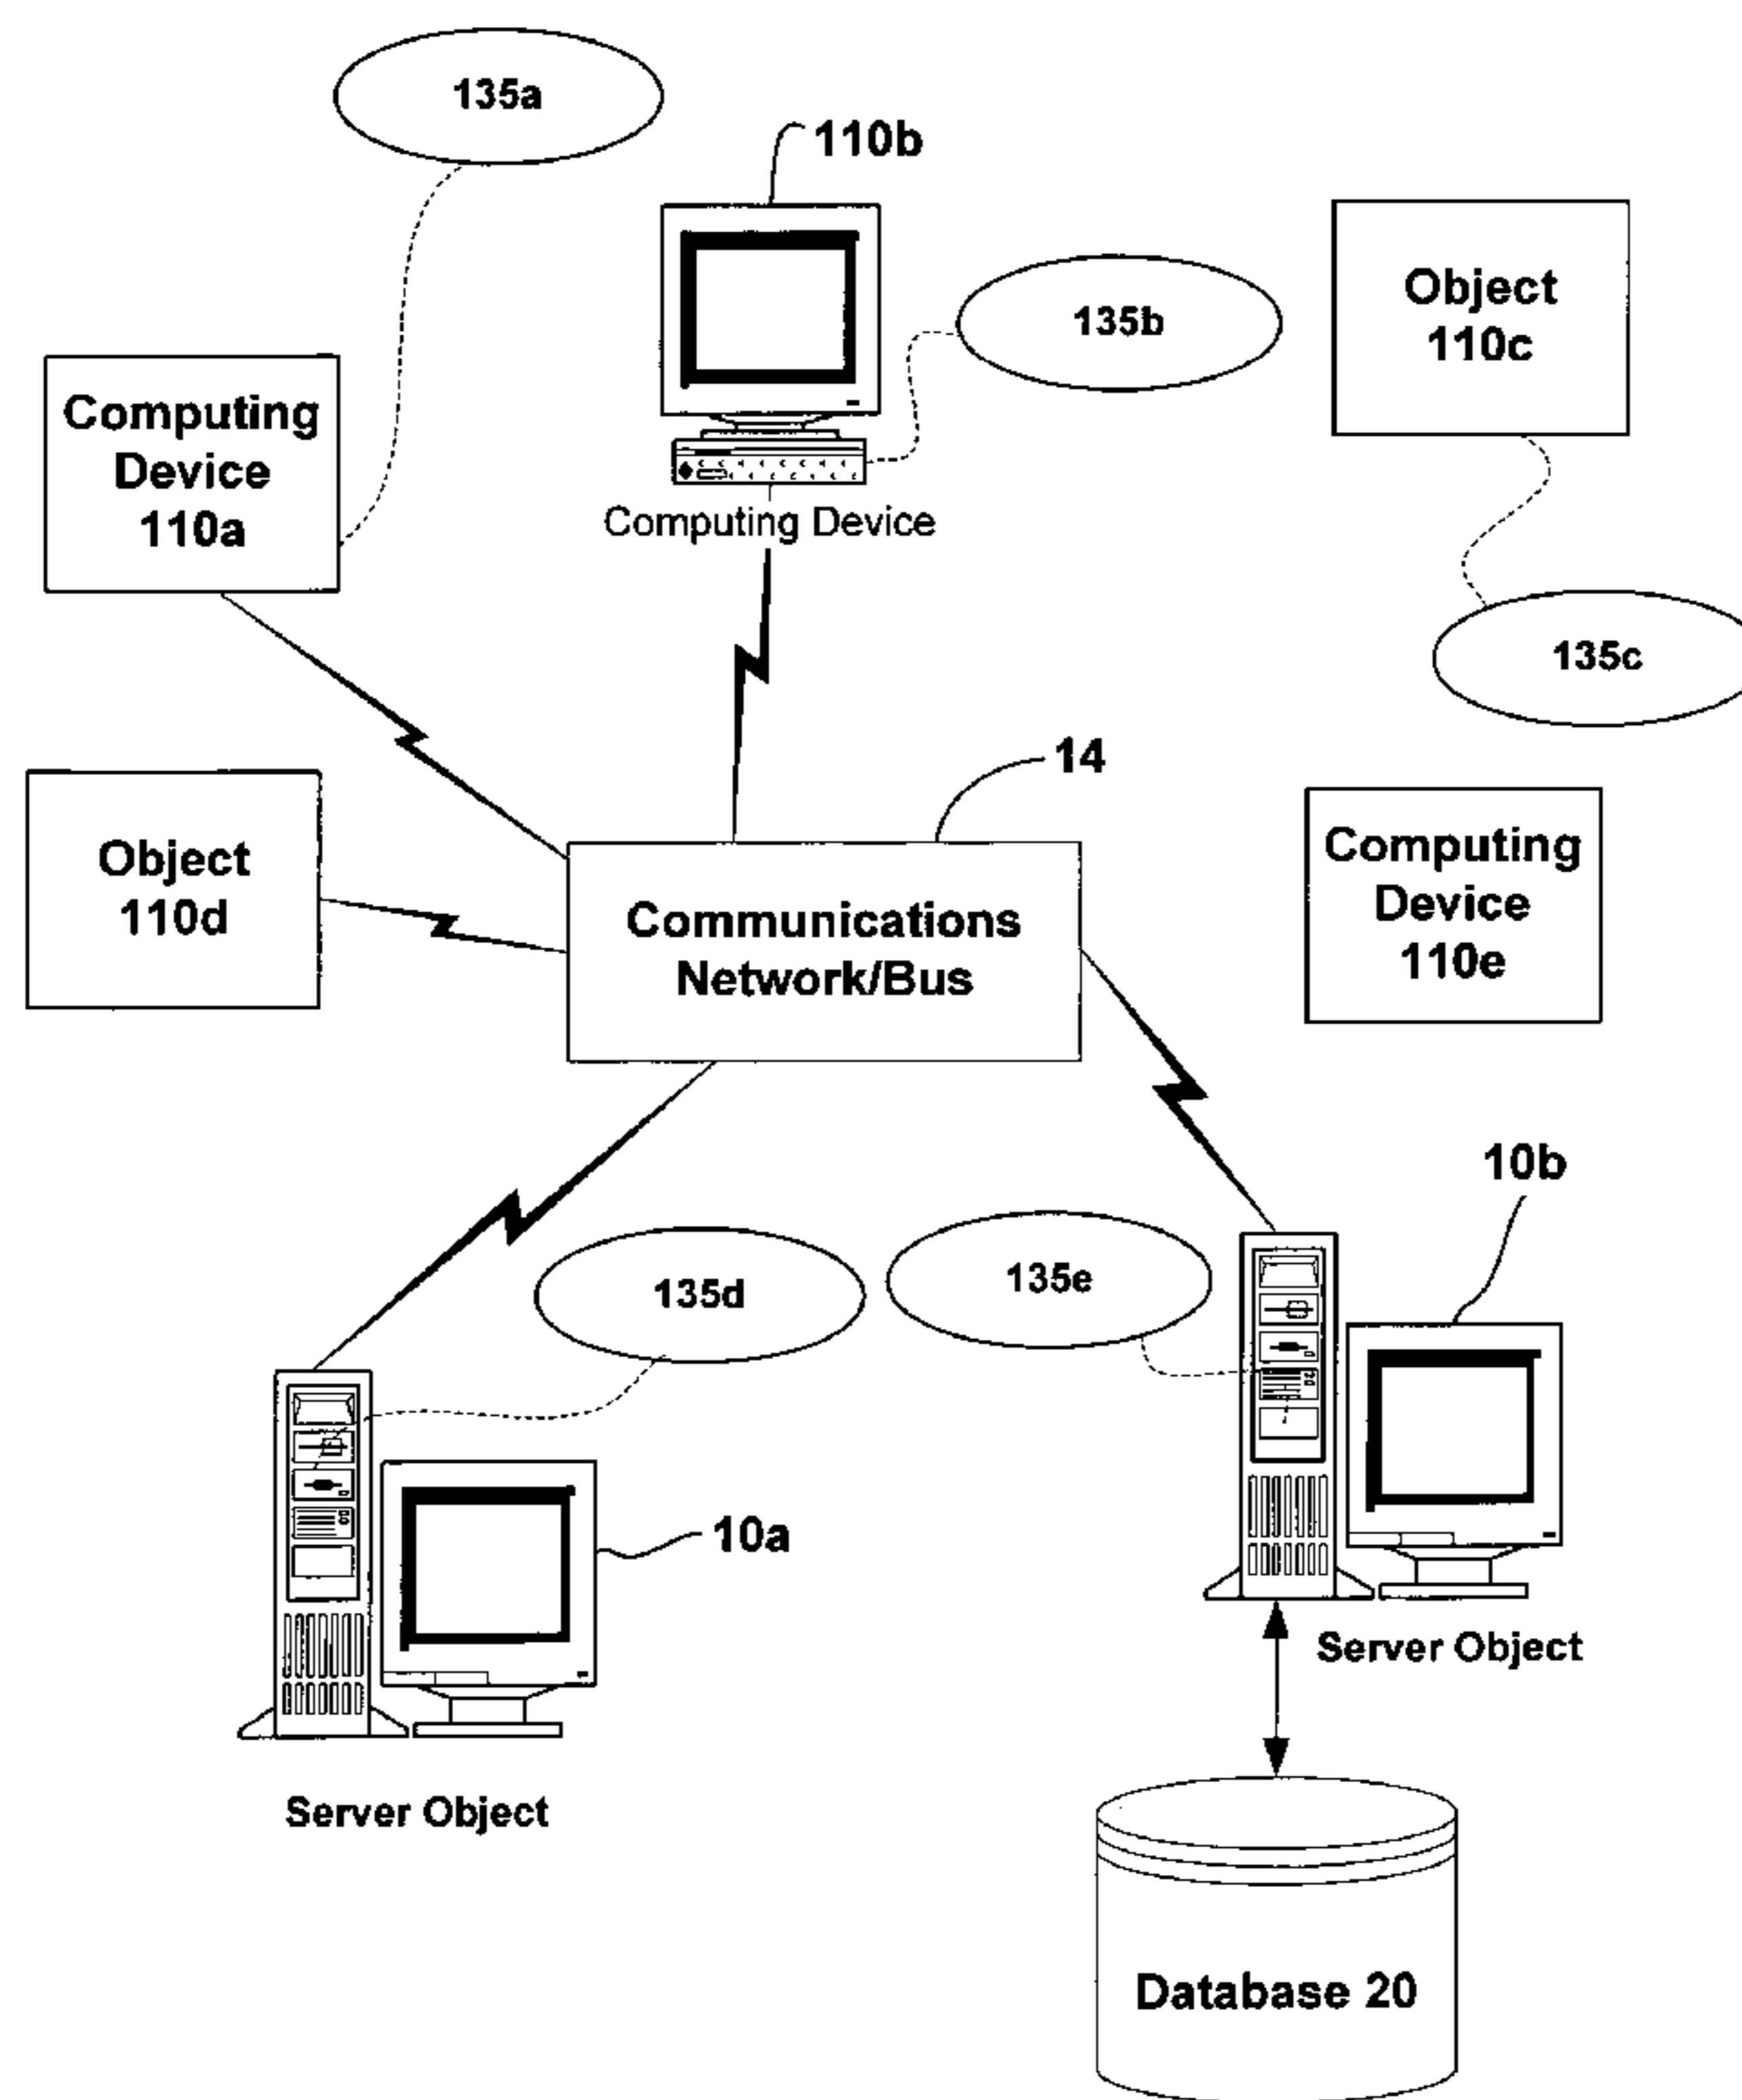 135a
110b
135b
Object
110c
Computing
Device
110a
Computing Device
135c
14
Object
110d
Computing
Device
110e
Communications
Network/Bus
10b
135d
135e
10a
Server Object
Server Object
Database 20